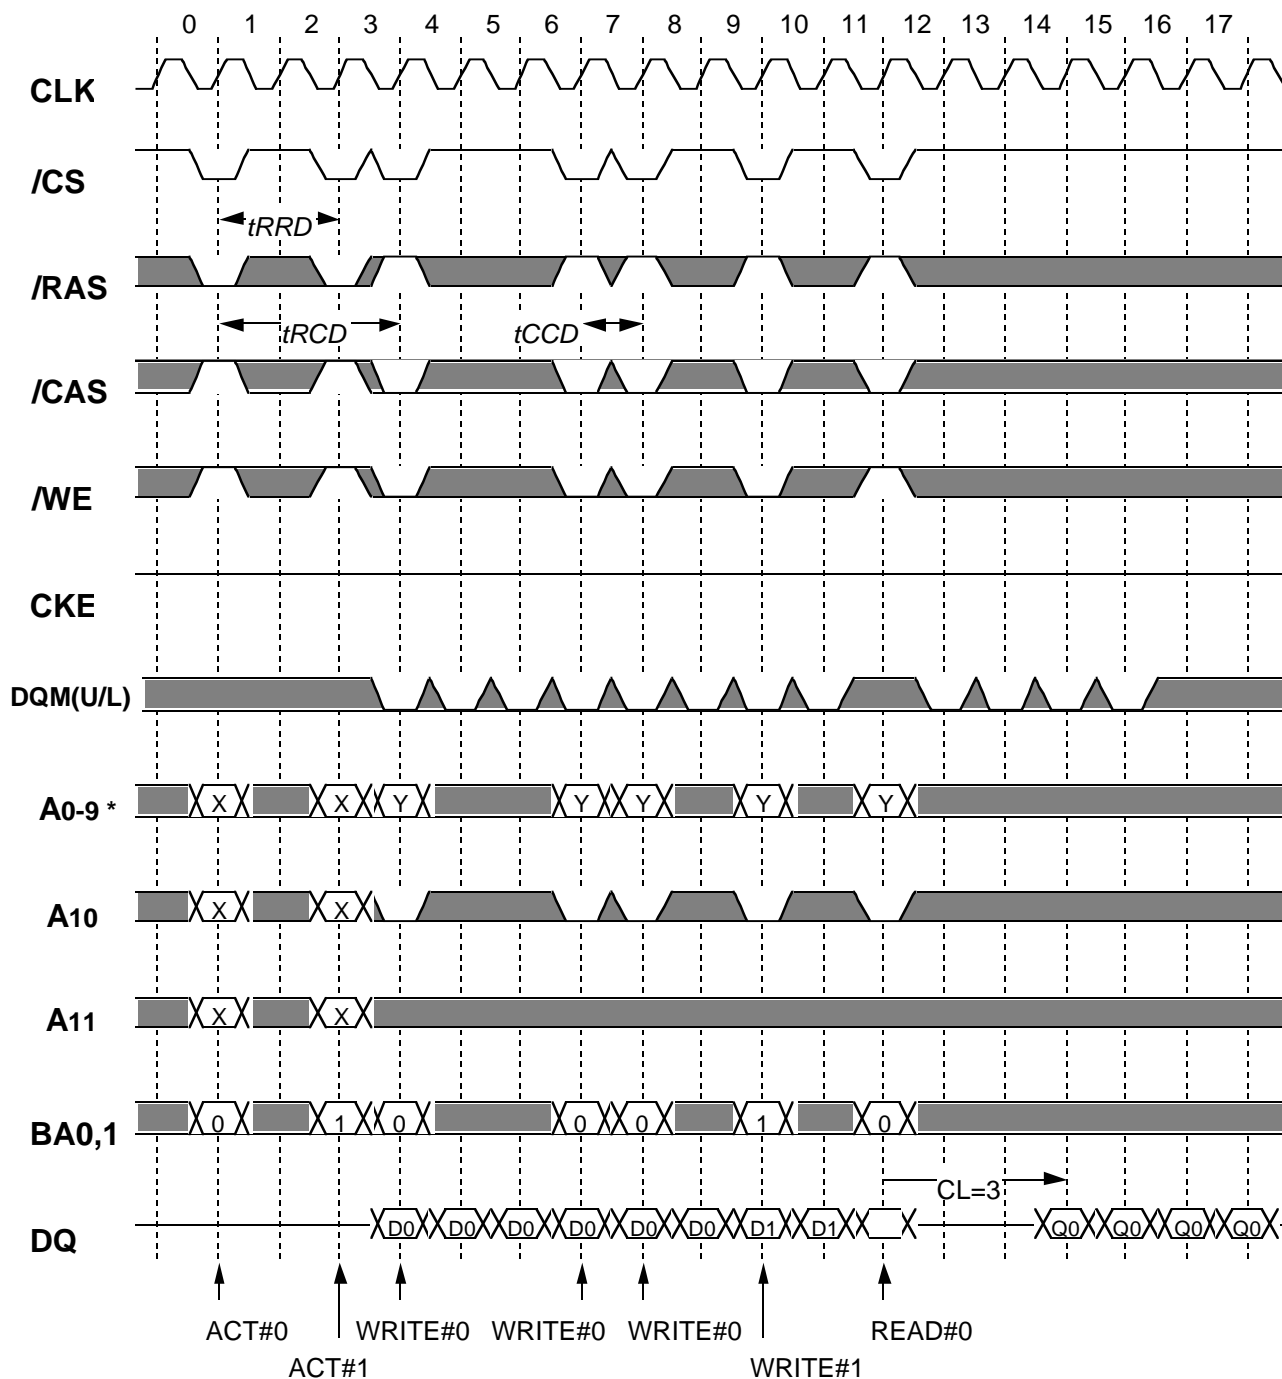 0 1 2 3 4 5 6 7 8 9 10 11 12 13 14 15 16 17
CLK
/CS
tRRD
/RAS
tRCD tCCD
/CAS
/WE
CKE
DQM(U/L)
A0-9 * X X Y Y Y Y Y
A10 X X
A11 X X
BA0,1 0 1 0 0 0 1 0
CL=3
DQ D0 D0 D0 D0 D0 D0 D1 D1 Q0 Q0 Q0 Q0
ACT#0 WRITE#0 WRITE#0 WRITE#0 READ#0
ACT#1 WRITE#1